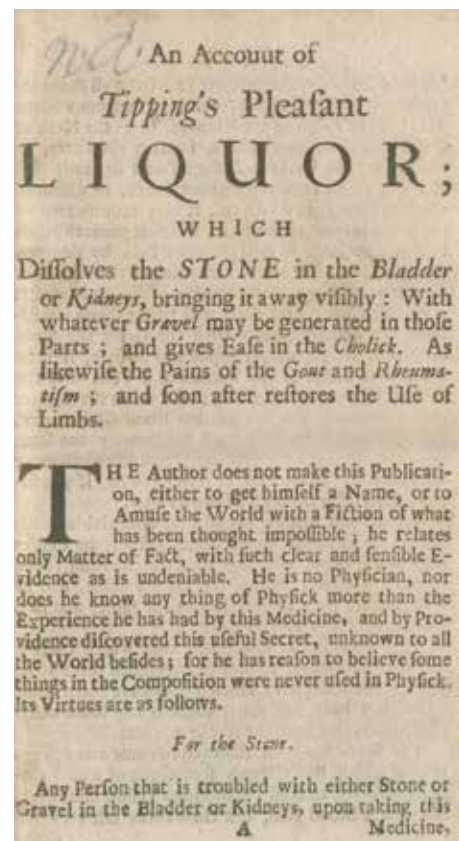 An Accouut of
Tipping's Pleaſant
LIQUOR;
WHICH
Diſſolves the STONE in the Bladder
or Kidneys, bringing it away viſibly : With
whatever Gravel may be generated in thoſe
Parts ; and gives Eaſe in the Cholick. As
likewiſe the Pains of the Gout and Rheuma-
tiſm ; and ſoon after reſtores the Uſe of
Limbs.
THE Author does not make this Publicati-
on, either to get himſelf a Name, or to
Amuſe the World with a Fiction of what
has been thought impoſſible ; he relates
only Matter of Fact, with ſuch clear and ſenſible E-
vidence as is undeniable. He is no Phyſician, nor
does he know any thing of Phyſick more than the
Experience he has had by this Medicine, and by Pro-
vidence diſcovered this uſeful Secret, unknown to all
the World beſides ; for he has reaſon to believe ſome
things in the Compoſition were never uſed in Phyſick.
Its Virtues are as follows.
For the Stone.
Any Perſon that is troubled with either Stone or
Gravel in the Bladder or Kidneys, upon taking this
A Medicine,